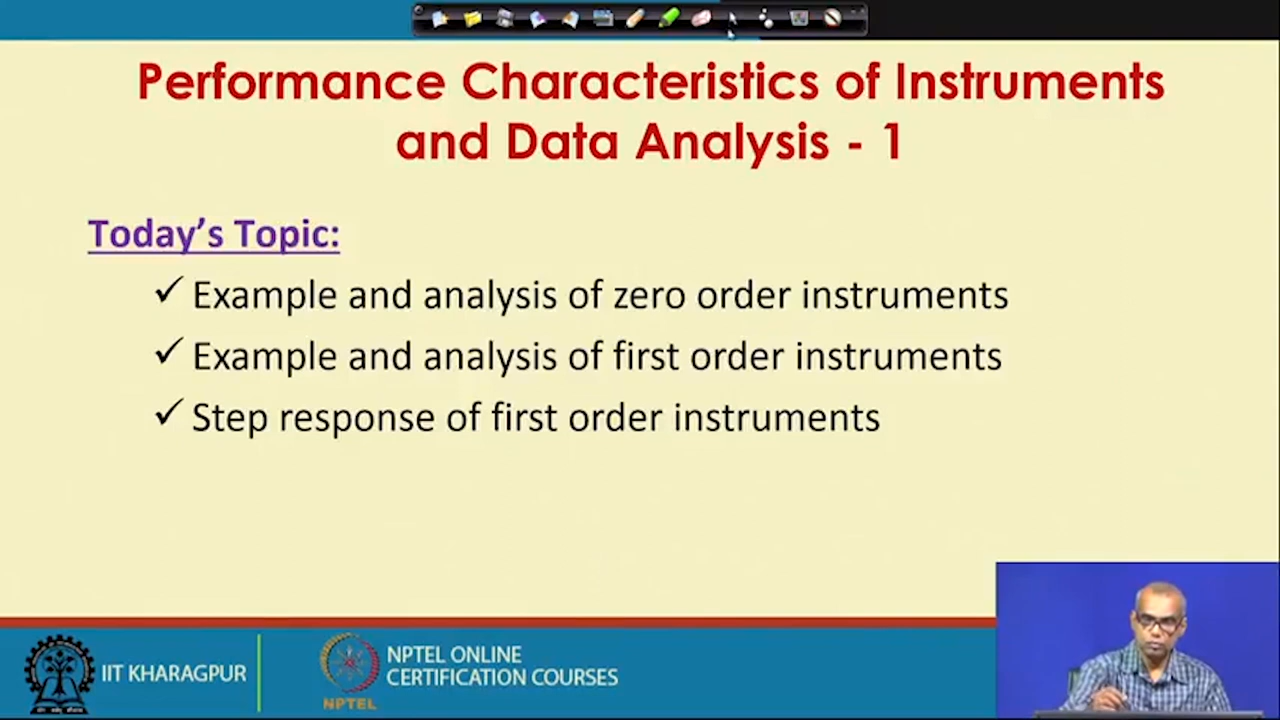 Performance Characteristics of Instruments
and Data Analysis - 1
Today's Topic:
✓ Example and analysis of zero order instruments
✓ Example and analysis of first order instruments
✓ Step response of first order instruments
IIT KHARAGPUR
NPTEL
NPTEL ONLINE
CERTIFICATION COURSES